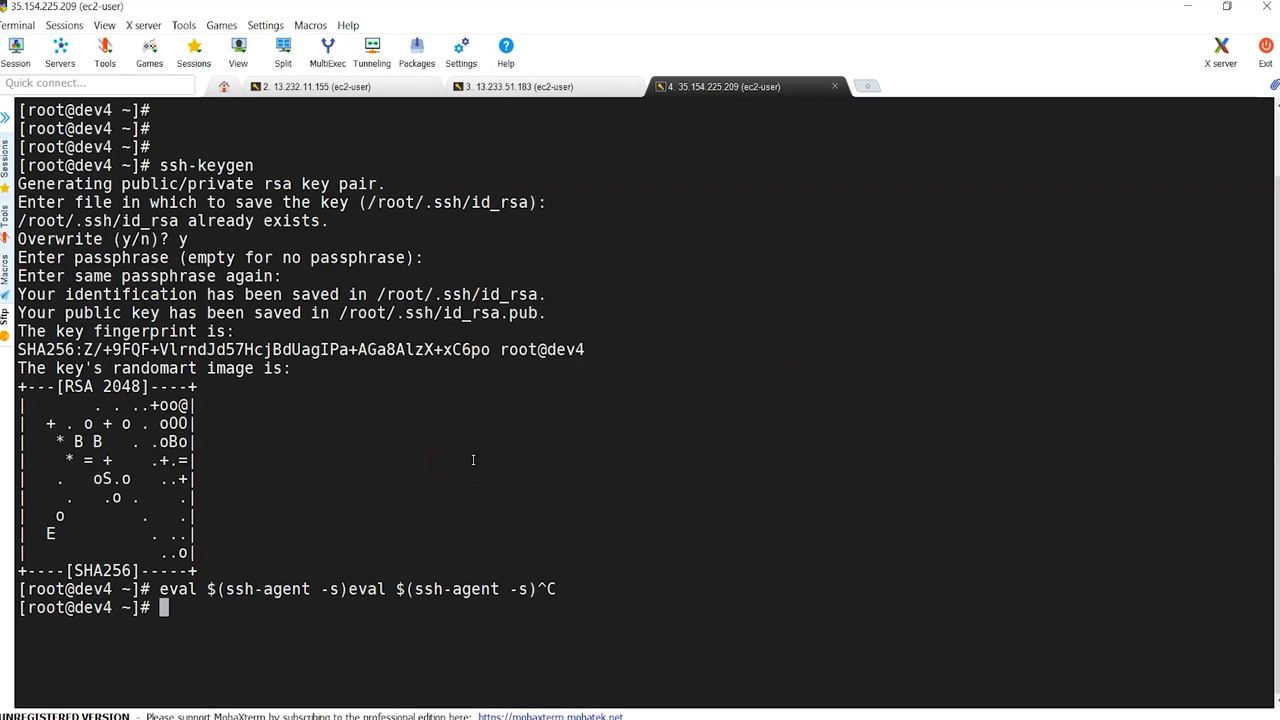 35.154.225.209 (ec2-user)
Terminal Sessions View X server Tools Games Settings Macros Help
Session Servers Tools Games Sessions View Split MultiExec Tunneling Packages Settings Help X server Exit
Quick connect... 2. 13.232.11.155 (ec2-user) 3. 13.233.51.183 (ec2-user) 4. 35.154.225.209 (ec2-user)
Sessions
Tools
Macros
Sftp
[root@dev4 ~]#
[root@dev4 ~]#
[root@dev4 ~]#
[root@dev4 ~]# ssh-keygen
Generating public/private rsa key pair.
Enter file in which to save the key (/root/.ssh/id_rsa):
/root/.ssh/id_rsa already exists.
Overwrite (y/n)? y
Enter passphrase (empty for no passphrase):
Enter same passphrase again:
Your identification has been saved in /root/.ssh/id_rsa.
Your public key has been saved in /root/.ssh/id_rsa.pub.
The key fingerprint is:
SHA256:Z/+9FQF+VlrndJd57HcjBdUagIPa+AGa8AlzX+xC6po root@dev4
The key's randomart image is:
+---[RSA 2048]----+
|        . . ..+oo@|
|  + . o + o . oOO|
|   * B B   . .oBo|
|    * = +    .+.=|
|   .   oS.o   ..+|
|    .   .o .    .|
|   o        .   .|
|  E          . ..|
|               ..o|
+----[SHA256]-----+
[root@dev4 ~]# eval $(ssh-agent -s)eval $(ssh-agent -s)^C
[root@dev4 ~]#
UNREGISTERED VERSION - Please support MobaXterm by subscribing to the professional edition here: https://mobaxterm.mobatek.net